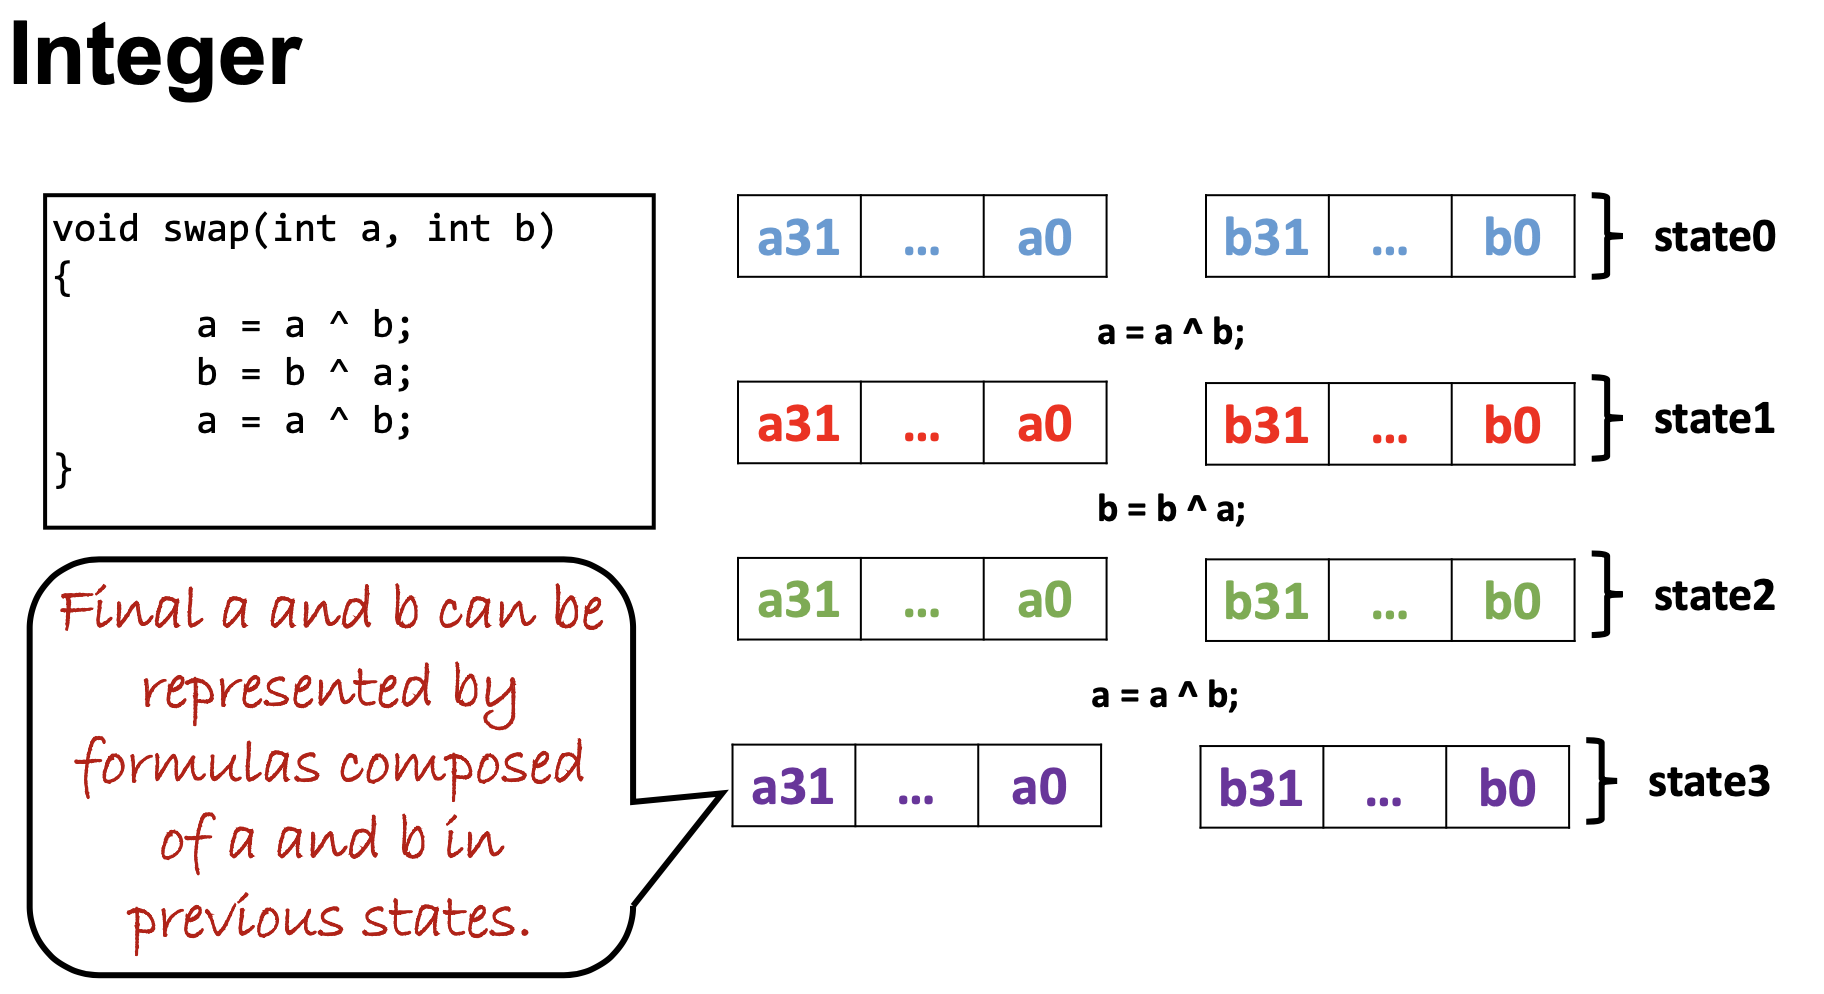 Integer
void swap(int a, int b)
{
a = a ^ b;
b = b ^ a;
a = a ^ b;
}
Final a and b can be
represented by
formulas composed
of a and b in
previous states.
a31 ... a0 b31 ... b0 state0
a = a ^ b;
a31 ... a0 b31 ... b0 state1
b = b ^ a;
a31 ... a0 b31 ... b0 state2
a = a ^ b;
a31 ... a0 b31 ... b0 state3